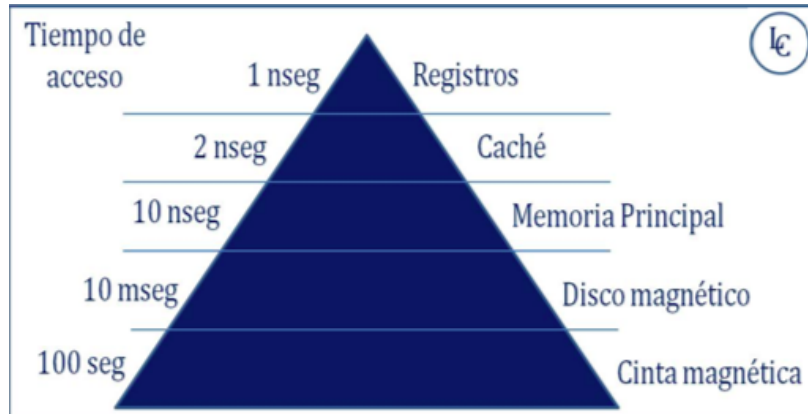 Tiempo de
acceso
LC
1 nseg Registros
2 nseg Caché
10 nseg Memoria Principal
10 mseg Disco magnético
100 seg Cinta magnética